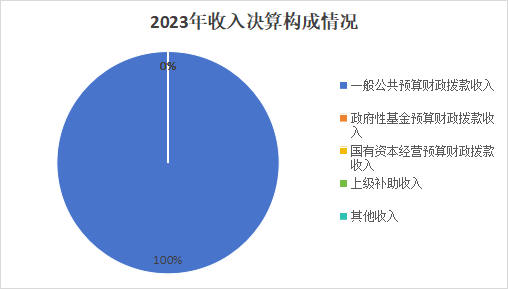 2023年收入决算构成情况
0%
100%
一般公共预算财政拨款收入
政府性基金预算财政拨款收
入
国有资本经营预算财政拨款
收入
上级补助收入
其他收入